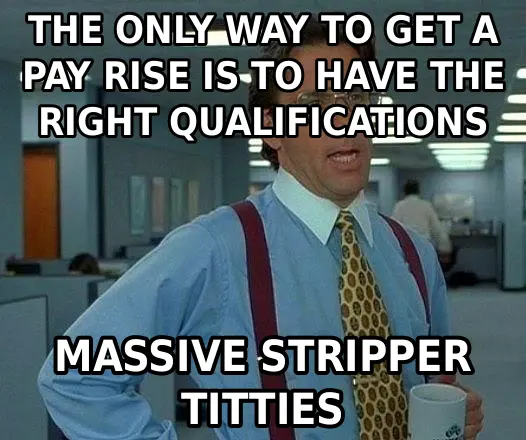 THE ONLY WAY TO GET A
PAY RISE IS TO HAVE THE
RIGHT QUALIFICATIONS
MASSIVE STRIPPER
TITTIES